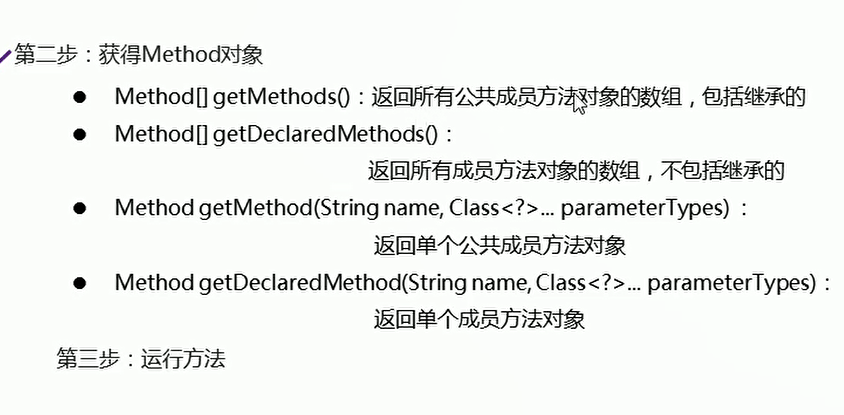 第二步：获得Method对象
● Method[] getMethods()：返回所有公共成员方法对象的数组，包括继承的
● Method[] getDeclaredMethods()：
返回所有成员方法对象的数组，不包括继承的
● Method getMethod(String name, Class<?>... parameterTypes) ：
返回单个公共成员方法对象
● Method getDeclaredMethod(String name, Class<?>... parameterTypes)：
返回单个成员方法对象
第三步：运行方法